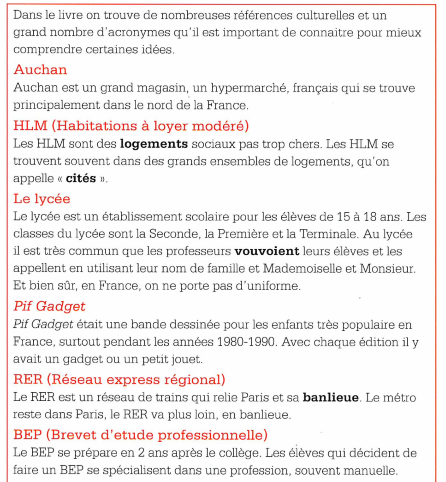 Dans le livre on trouve de nombreuses références culturelles et un
grand nombre d'acronymes qu'il est important de connaitre pour mieux
comprendre certaines idées.
Auchan
Auchan est un grand magasin, un hypermarché, français qui se trouve
principalement dans le nord de la France.
HLM (Habitations à loyer modéré)
Les HLM sont des logements sociaux pas trop chers. Les HLM se
trouvent souvent dans des grands ensembles de logements, qu'on
appelle « cités ».
Le lycée
Le lycée est un établissement scolaire pour les élèves de 15 à 18 ans. Les
classes du lycée sont la Seconde, la Première et la Terminale. Au lycée
il est très commun que les professeurs vouvoient leurs élèves et les
appellent en utilisant leur nom de famille et Mademoiselle et Monsieur.
Et bien sûr, en France, on ne porte pas d'uniforme.
Pif Gadget
Pif Gadget était une bande dessinée pour les enfants très populaire en
France, surtout pendant les années 1980-1990. Avec chaque édition il y
avait un gadget ou un petit jouet.
RER (Réseau express régional)
Le RER est un réseau de trains qui relie Paris et sa banlieue. Le métro
reste dans Paris, le RER va plus loin, en banlieue.
BEP (Brevet d'etude professionnelle)
Le BEP se prépare en 2 ans après le collège. Les élèves qui décident de
faire un BEP se spécialisent dans une profession, souvent manuelle.